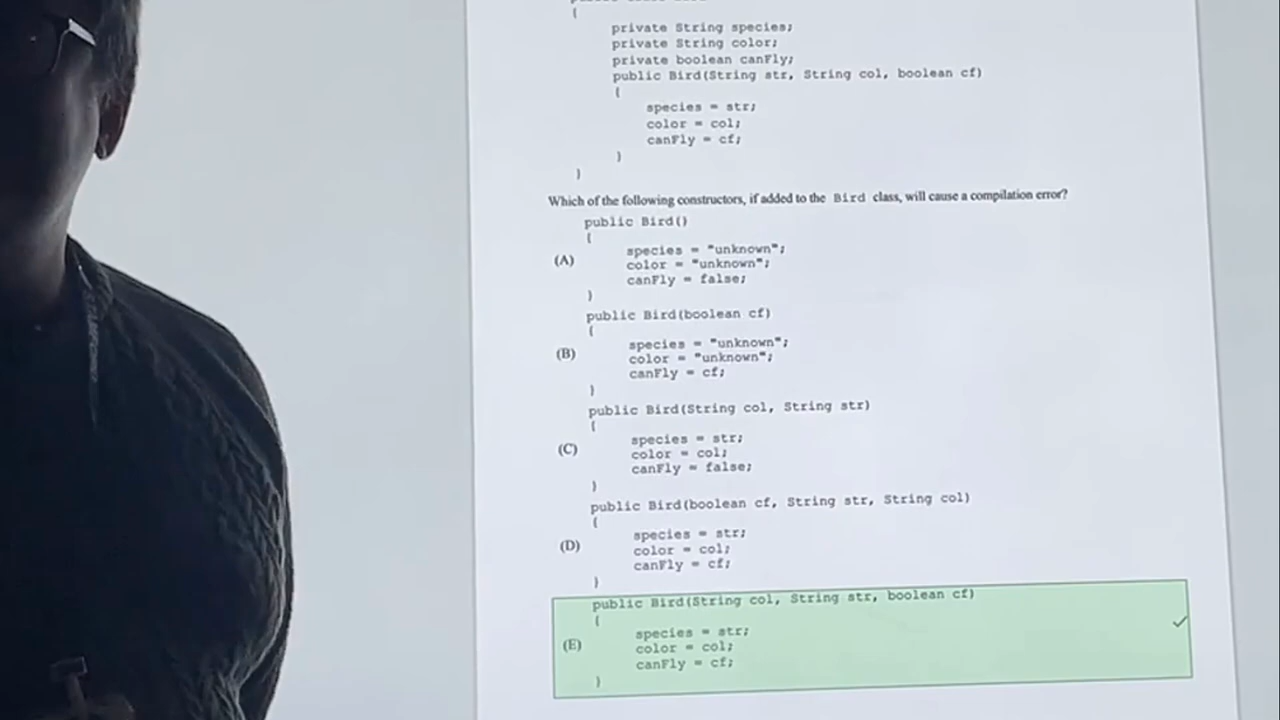 {
private String species;
private String color;
private boolean canFly;
public Bird(String str, String col, boolean cf)
{
species = str;
color = col;
canFly = cf;
}
}
Which of the following constructors, if added to the Bird class, will cause a compilation error?
public Bird()
{
species = "unknown";
(A)
color = "unknown";
canFly = false;
}
public Bird(boolean cf)
{
species = "unknown";
(B)
color = "unknown";
canFly = cf;
}
public Bird(String col, String str)
{
species = str;
(C)
color = col;
canFly = false;
}
public Bird(boolean cf, String str, String col)
{
species = str;
(D)
color = col;
canFly = cf;
}
public Bird(String col, String str, boolean cf)
{
species = str;
(E)
color = col;
canFly = cf;
}